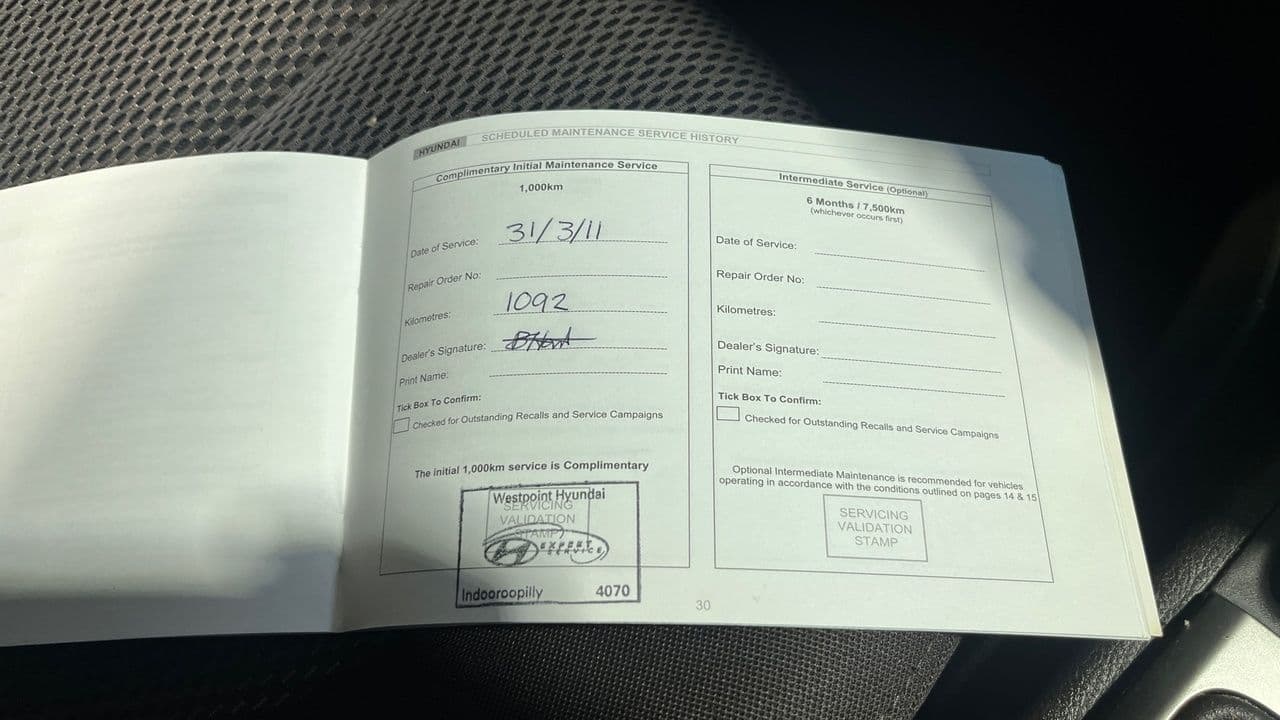 HYUNDAI SCHEDULED MAINTENANCE SERVICE HISTORY
Complimentary Initial Maintenance Service
1,000km
Date of Service: 31/3/11
Repair Order No:
Kilometres: 1092
Dealer's Signature:
Print Name:
Tick Box To Confirm:
Checked for Outstanding Recalls and Service Campaigns
The initial 1,000km service is Complimentary
Westpoint Hyundai
SERVICING
VALIDATION
STAMP
EXPERT
SERVICE
Indooroopilly 4070
Intermediate Service (Optional)
6 Months / 7,500km
(whichever occurs first)
Date of Service:
Repair Order No:
Kilometres:
Dealer's Signature:
Print Name:
Tick Box To Confirm:
Checked for Outstanding Recalls and Service Campaigns
Optional Intermediate Maintenance is recommended for vehicles
operating in accordance with the conditions outlined on pages 14 & 15
SERVICING
VALIDATION
STAMP
30